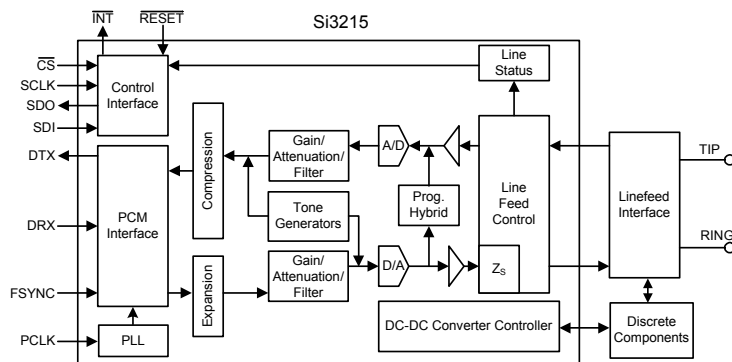 Si3215
INT
RESET
CS
SCLK
SDO
SDI
DTX
DRX
FSYNC
PCLK
Control
Interface
PCM
Interface
PLL
Compression
Expansion
Gain/
Attenuation/
Filter
Tone
Generators
Gain/
Attenuation/
Filter
A/D
D/A
Prog.
Hybrid
Line
Status
Line
Feed
Control
ZS
DC-DC Converter Controller
Linefeed
Interface
Discrete
Components
TIP
RING